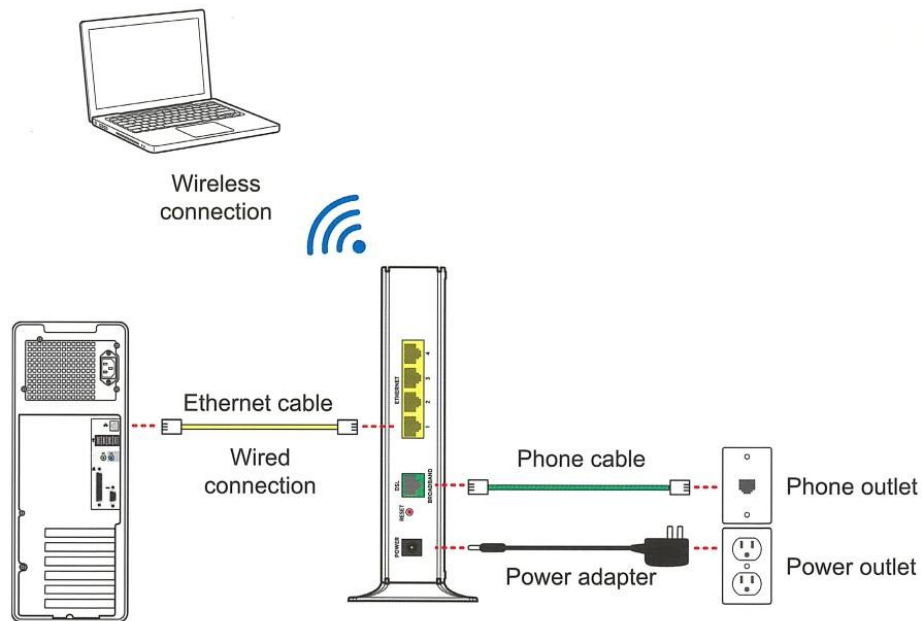 Wireless
connection
ETHERNET
4
3
2
1
Ethernet cable
Wired
connection
DSL
BROADBAND
Phone cable
Phone outlet
RESET
POWER
Power adapter
Power outlet